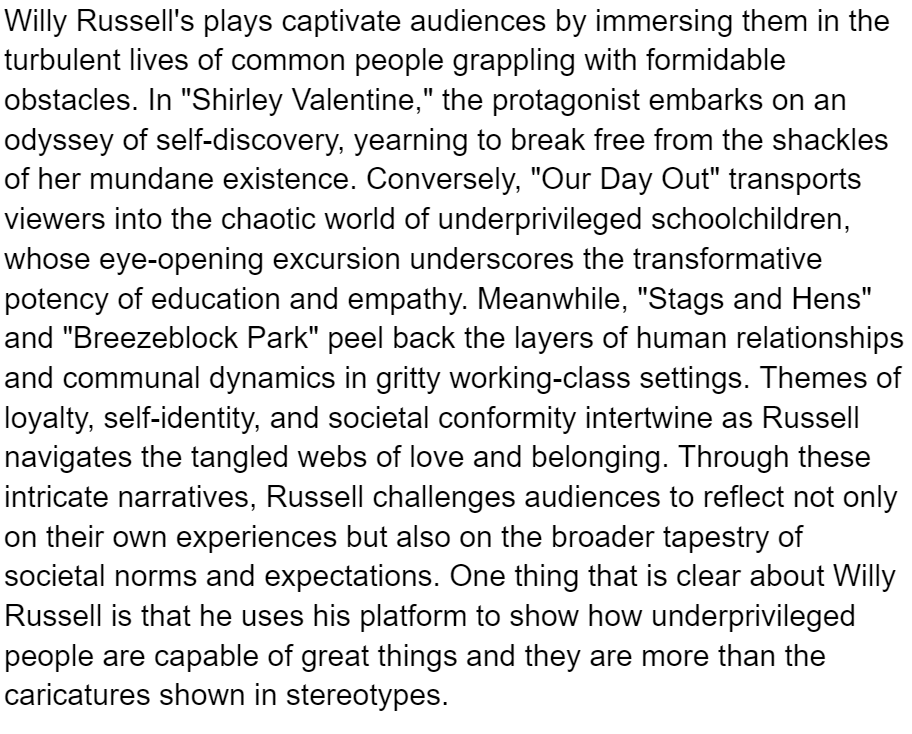 Willy Russell's plays captivate audiences by immersing them in the
turbulent lives of common people grappling with formidable
obstacles. In "Shirley Valentine," the protagonist embarks on an
odyssey of self-discovery, yearning to break free from the shackles
of her mundane existence. Conversely, "Our Day Out" transports
viewers into the chaotic world of underprivileged schoolchildren,
whose eye-opening excursion underscores the transformative
potency of education and empathy. Meanwhile, "Stags and Hens"
and "Breezeblock Park" peel back the layers of human relationships
and communal dynamics in gritty working-class settings. Themes of
loyalty, self-identity, and societal conformity intertwine as Russell
navigates the tangled webs of love and belonging. Through these
intricate narratives, Russell challenges audiences to reflect not only
on their own experiences but also on the broader tapestry of
societal norms and expectations. One thing that is clear about Willy
Russell is that he uses his platform to show how underprivileged
people are capable of great things and they are more than the
caricatures shown in stereotypes.